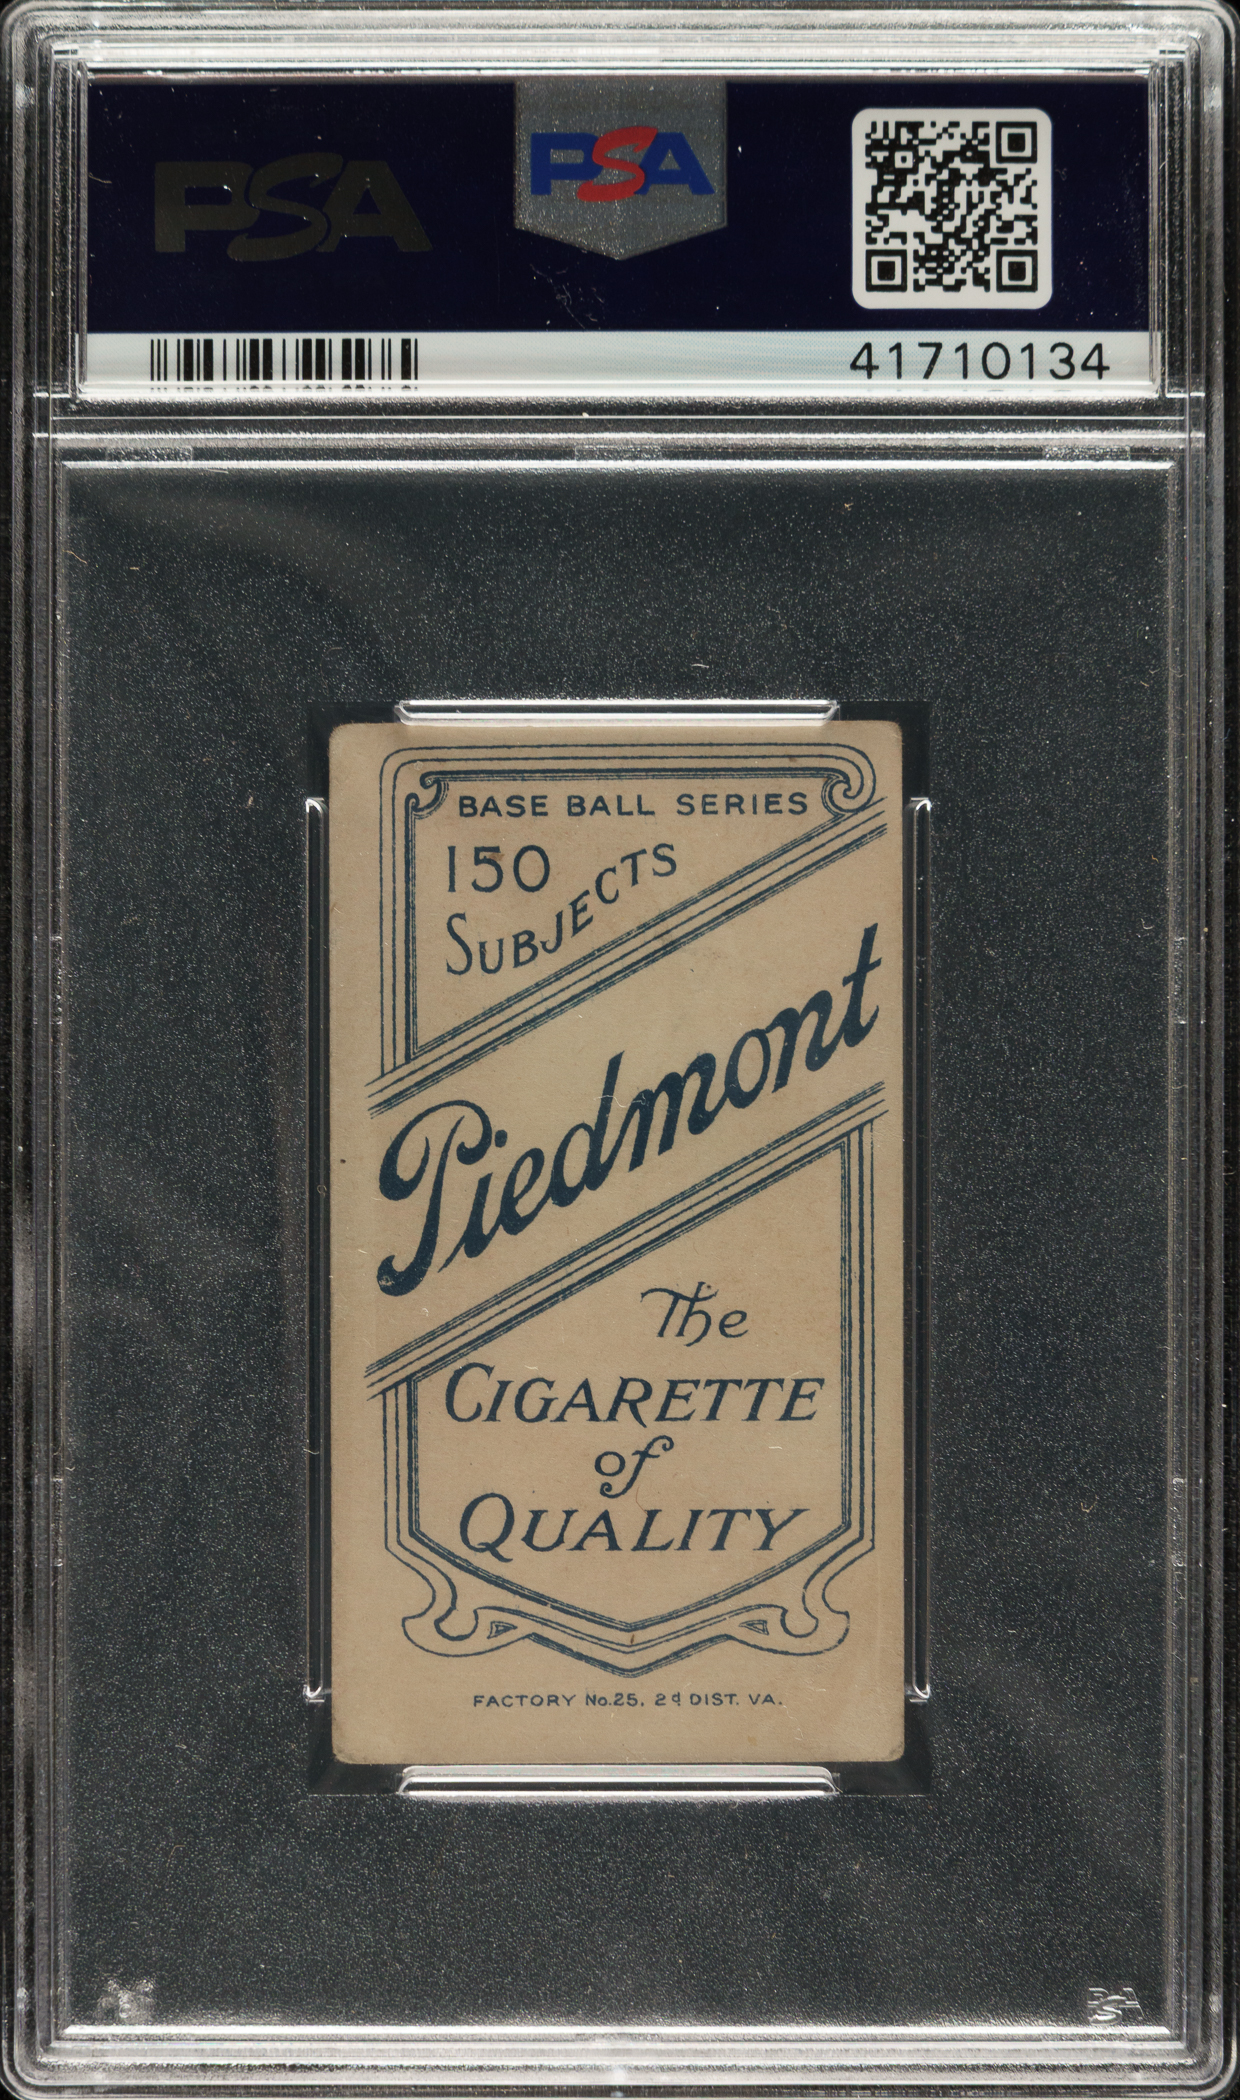 PSA
PSA
41710134
BASE BALL SERIES
150
SUBJECTS
Piedmont
The
CIGARETTE
of
QUALITY
FACTORY No.25, 2d DIST. VA.
PSA